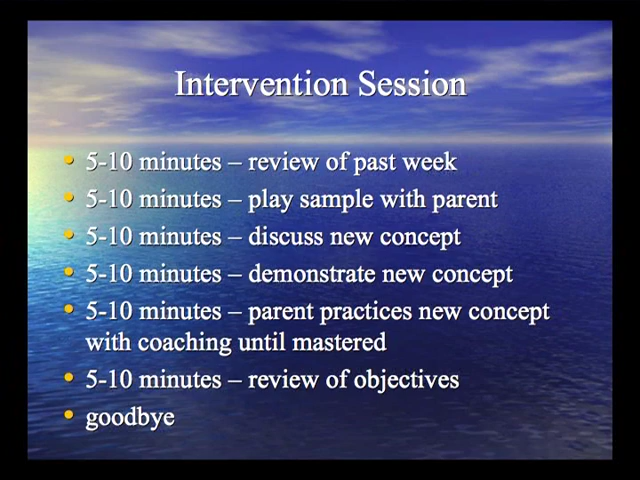 Intervention Session
• 5-10 minutes – review of past week
• 5-10 minutes – play sample with parent
• 5-10 minutes – discuss new concept
• 5-10 minutes – demonstrate new concept
• 5-10 minutes – parent practices new concept
with coaching until mastered
• 5-10 minutes – review of objectives
• goodbye